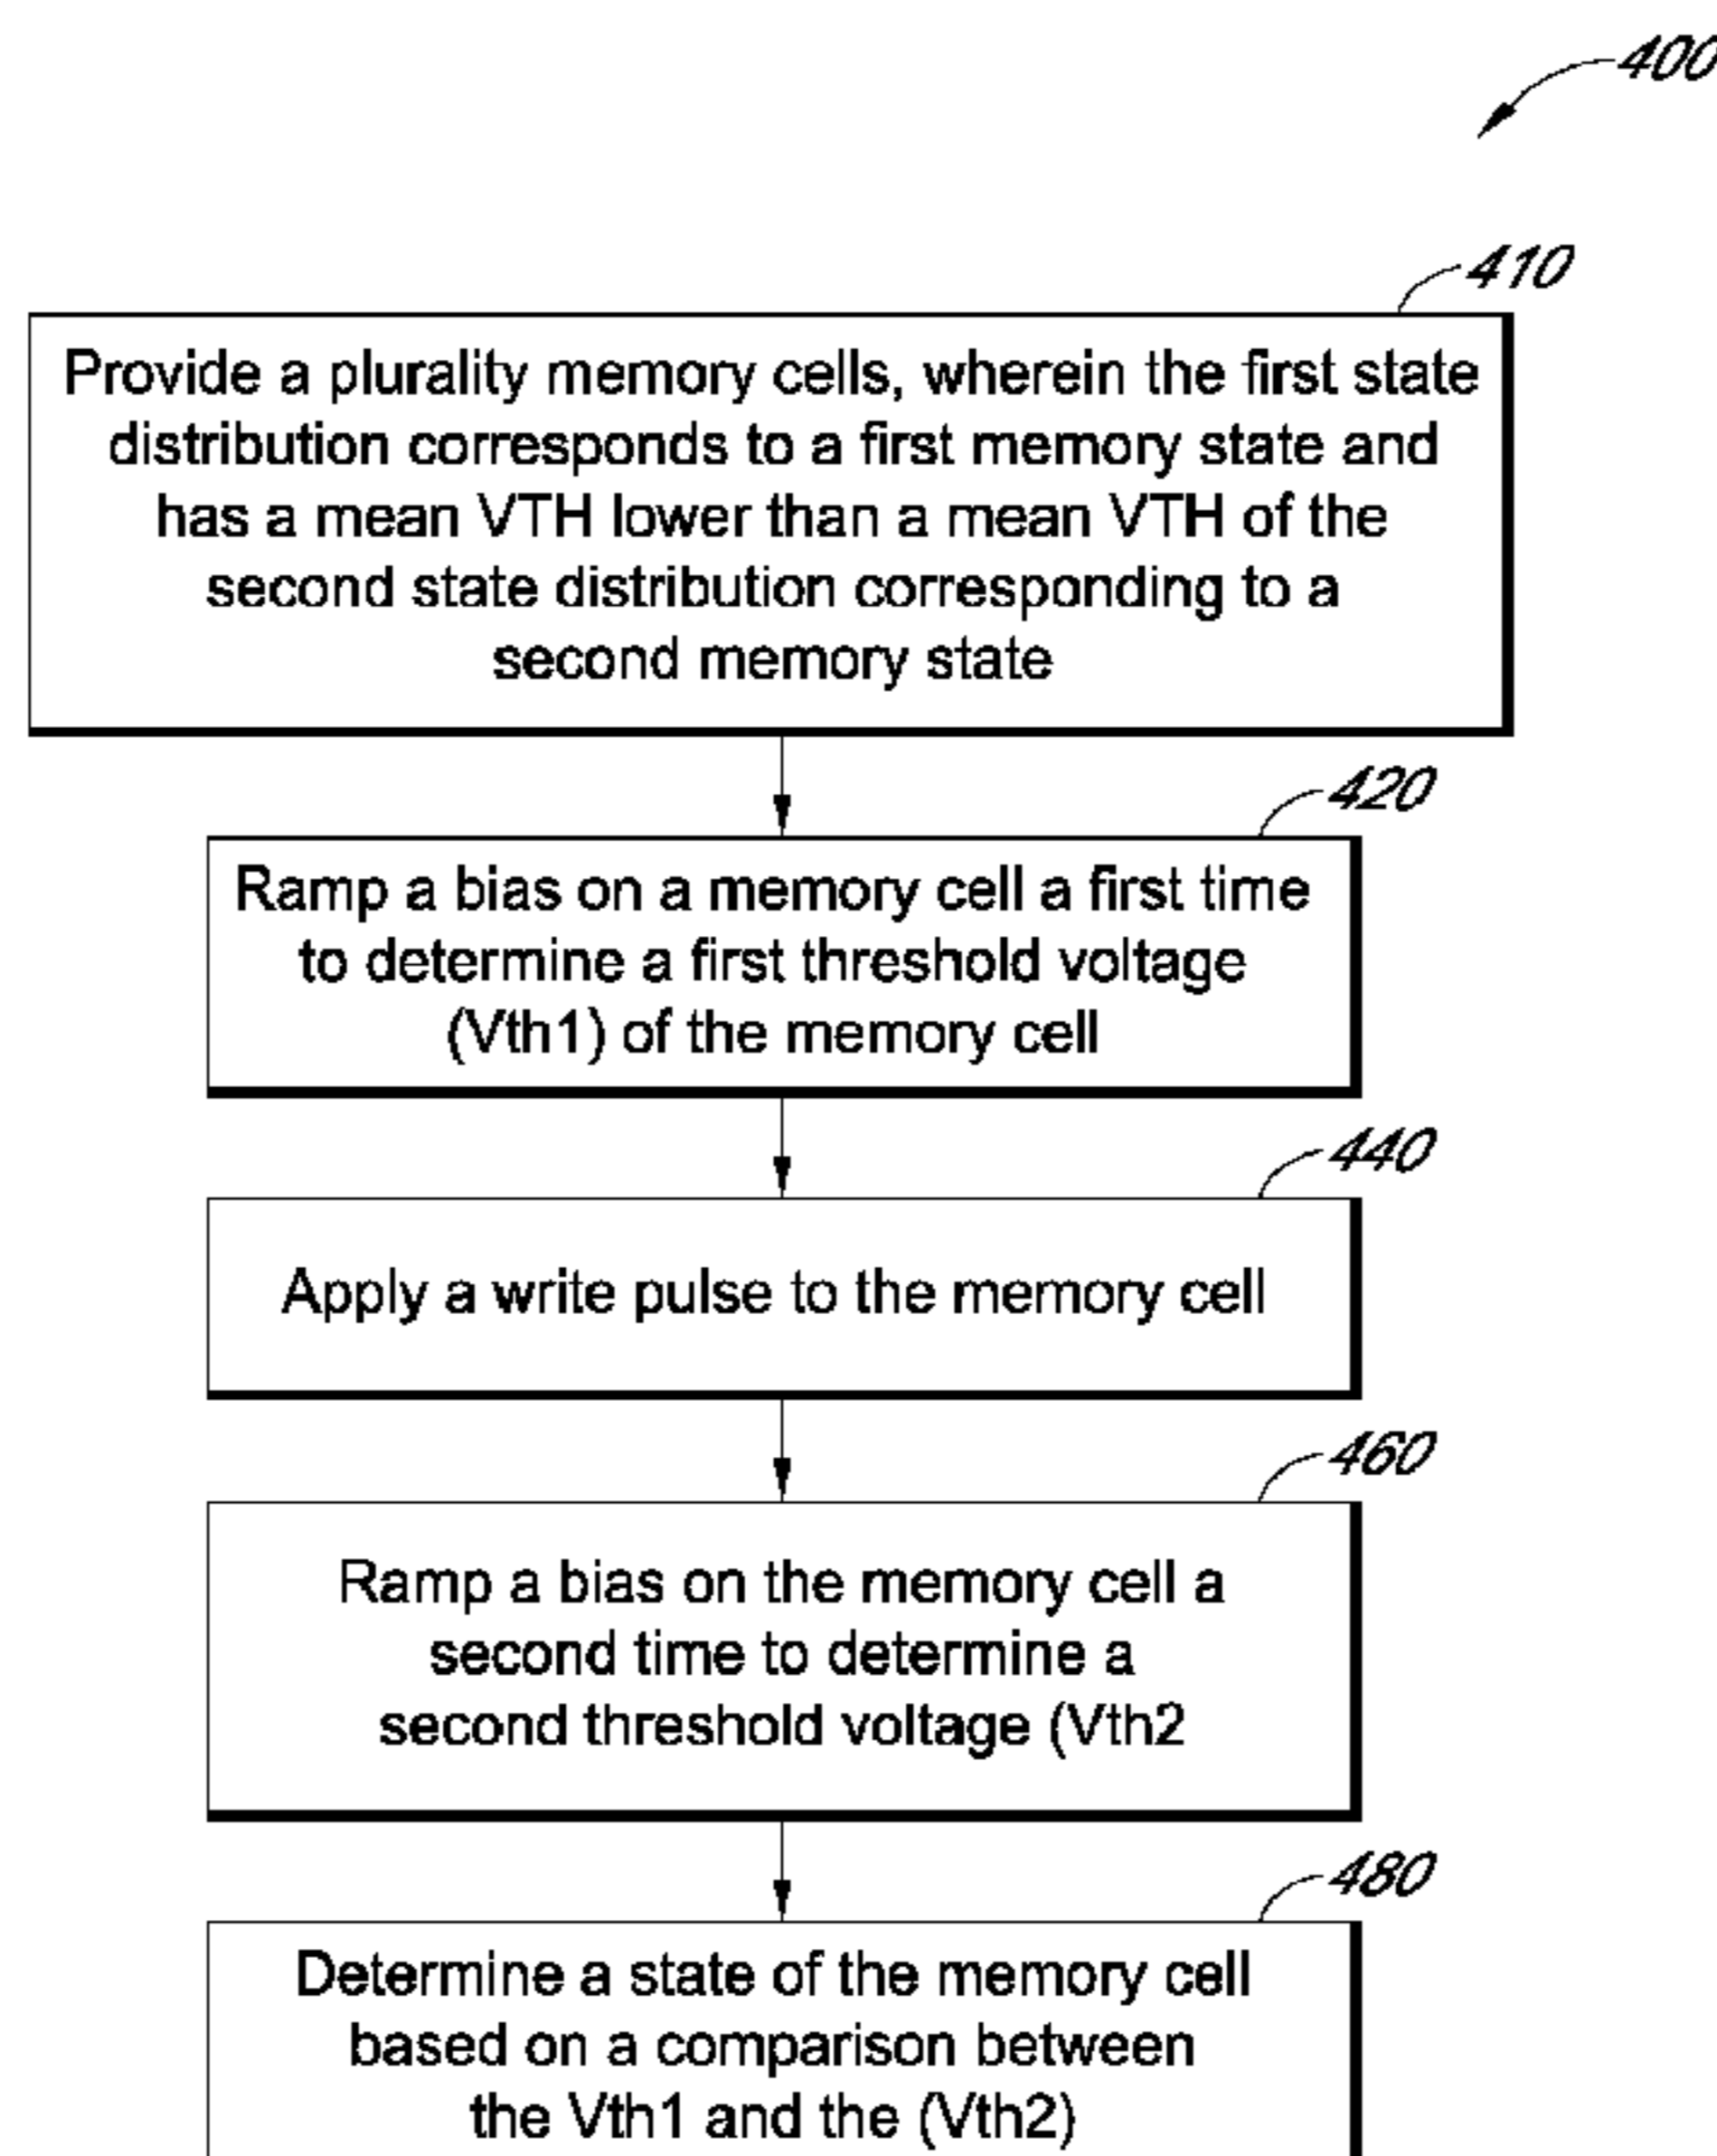 400
410
Provide a plurality memory cells, wherein the first state
distribution corresponds to a first memory state and
has a mean VTH lower than a mean VTH of the
second state distribution corresponding to a
second memory state
420
Ramp a bias on a memory cell a first time
to determine a first threshold voltage
(Vth1) of the memory cell
440
Apply a write pulse to the memory cell
460
Ramp a bias on the memory cell a
second time to determine a
second threshold voltage (Vth2
480
Determine a state of the memory cell
based on a comparison between
the Vth1 and the (Vth2)